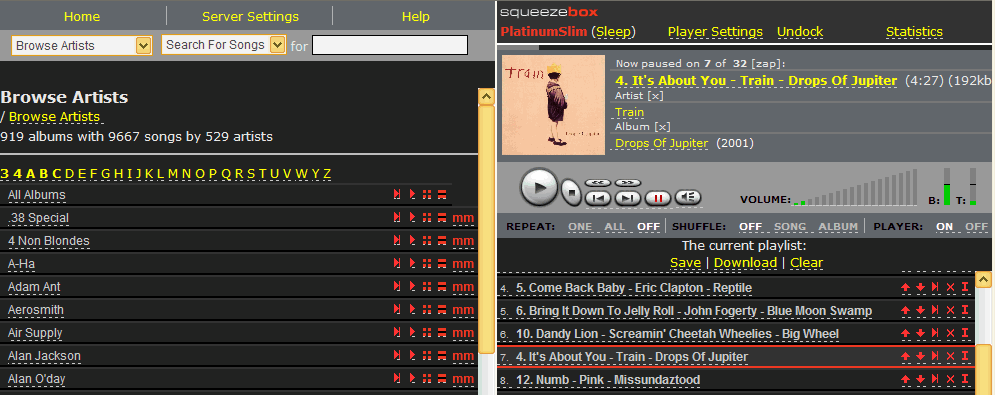 Home Server Settings Help
Browse Artists Search For Songs for
Browse Artists
/ Browse Artists
919 albums with 9667 songs by 529 artists
3 4 A B C D E F G H I J K L M N O P Q R S T U V W Y Z
All Albums
.38 Special mm
4 Non Blondes mm
A-Ha mm
Adam Ant mm
Aerosmith mm
Air Supply mm
Alan Jackson mm
Alan O'day mm
squeezebox
PlatinumSlim (Sleep) Player Settings Undock Statistics
Now paused on 7 of 32 [zap]:
4. It's About You - Train - Drops Of Jupiter (4:27) (192kb
Artist [x]
Train
Album [x]
Drops Of Jupiter (2001)
train
VOLUME: B: T:
REPEAT: ONE ALL OFF SHUFFLE: OFF SONG ALBUM PLAYER: ON OFF
The current playlist:
Save | Download | Clear
4. 5. Come Back Baby - Eric Clapton - Reptile
5. 6. Bring It Down To Jelly Roll - John Fogerty - Blue Moon Swamp
6. 10. Dandy Lion - Screamin' Cheetah Wheelies - Big Wheel
7. 4. It's About You - Train - Drops Of Jupiter
8. 12. Numb - Pink - Missundaztood